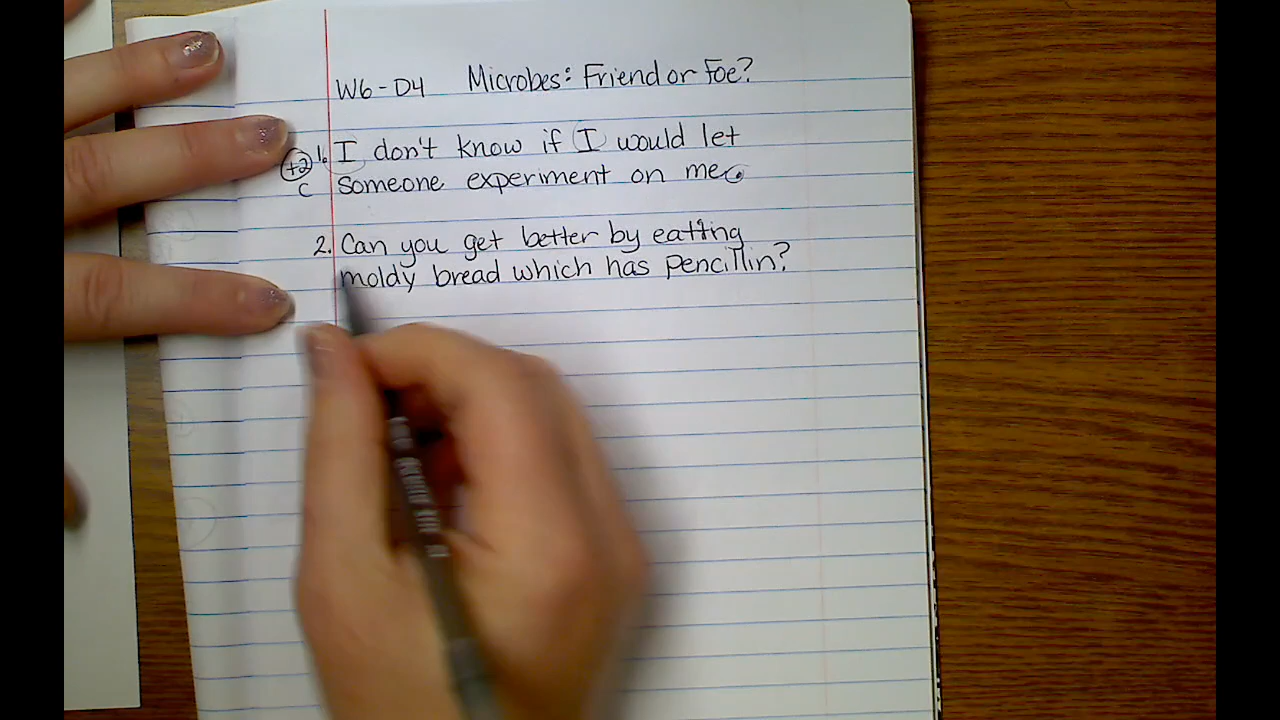 W6-D4 Microbes: Friend or Foe?
+2 1. I don't know if I would let
C someone experiment on me.
2. Can you get better by eatting
moldy bread which has pencillin?